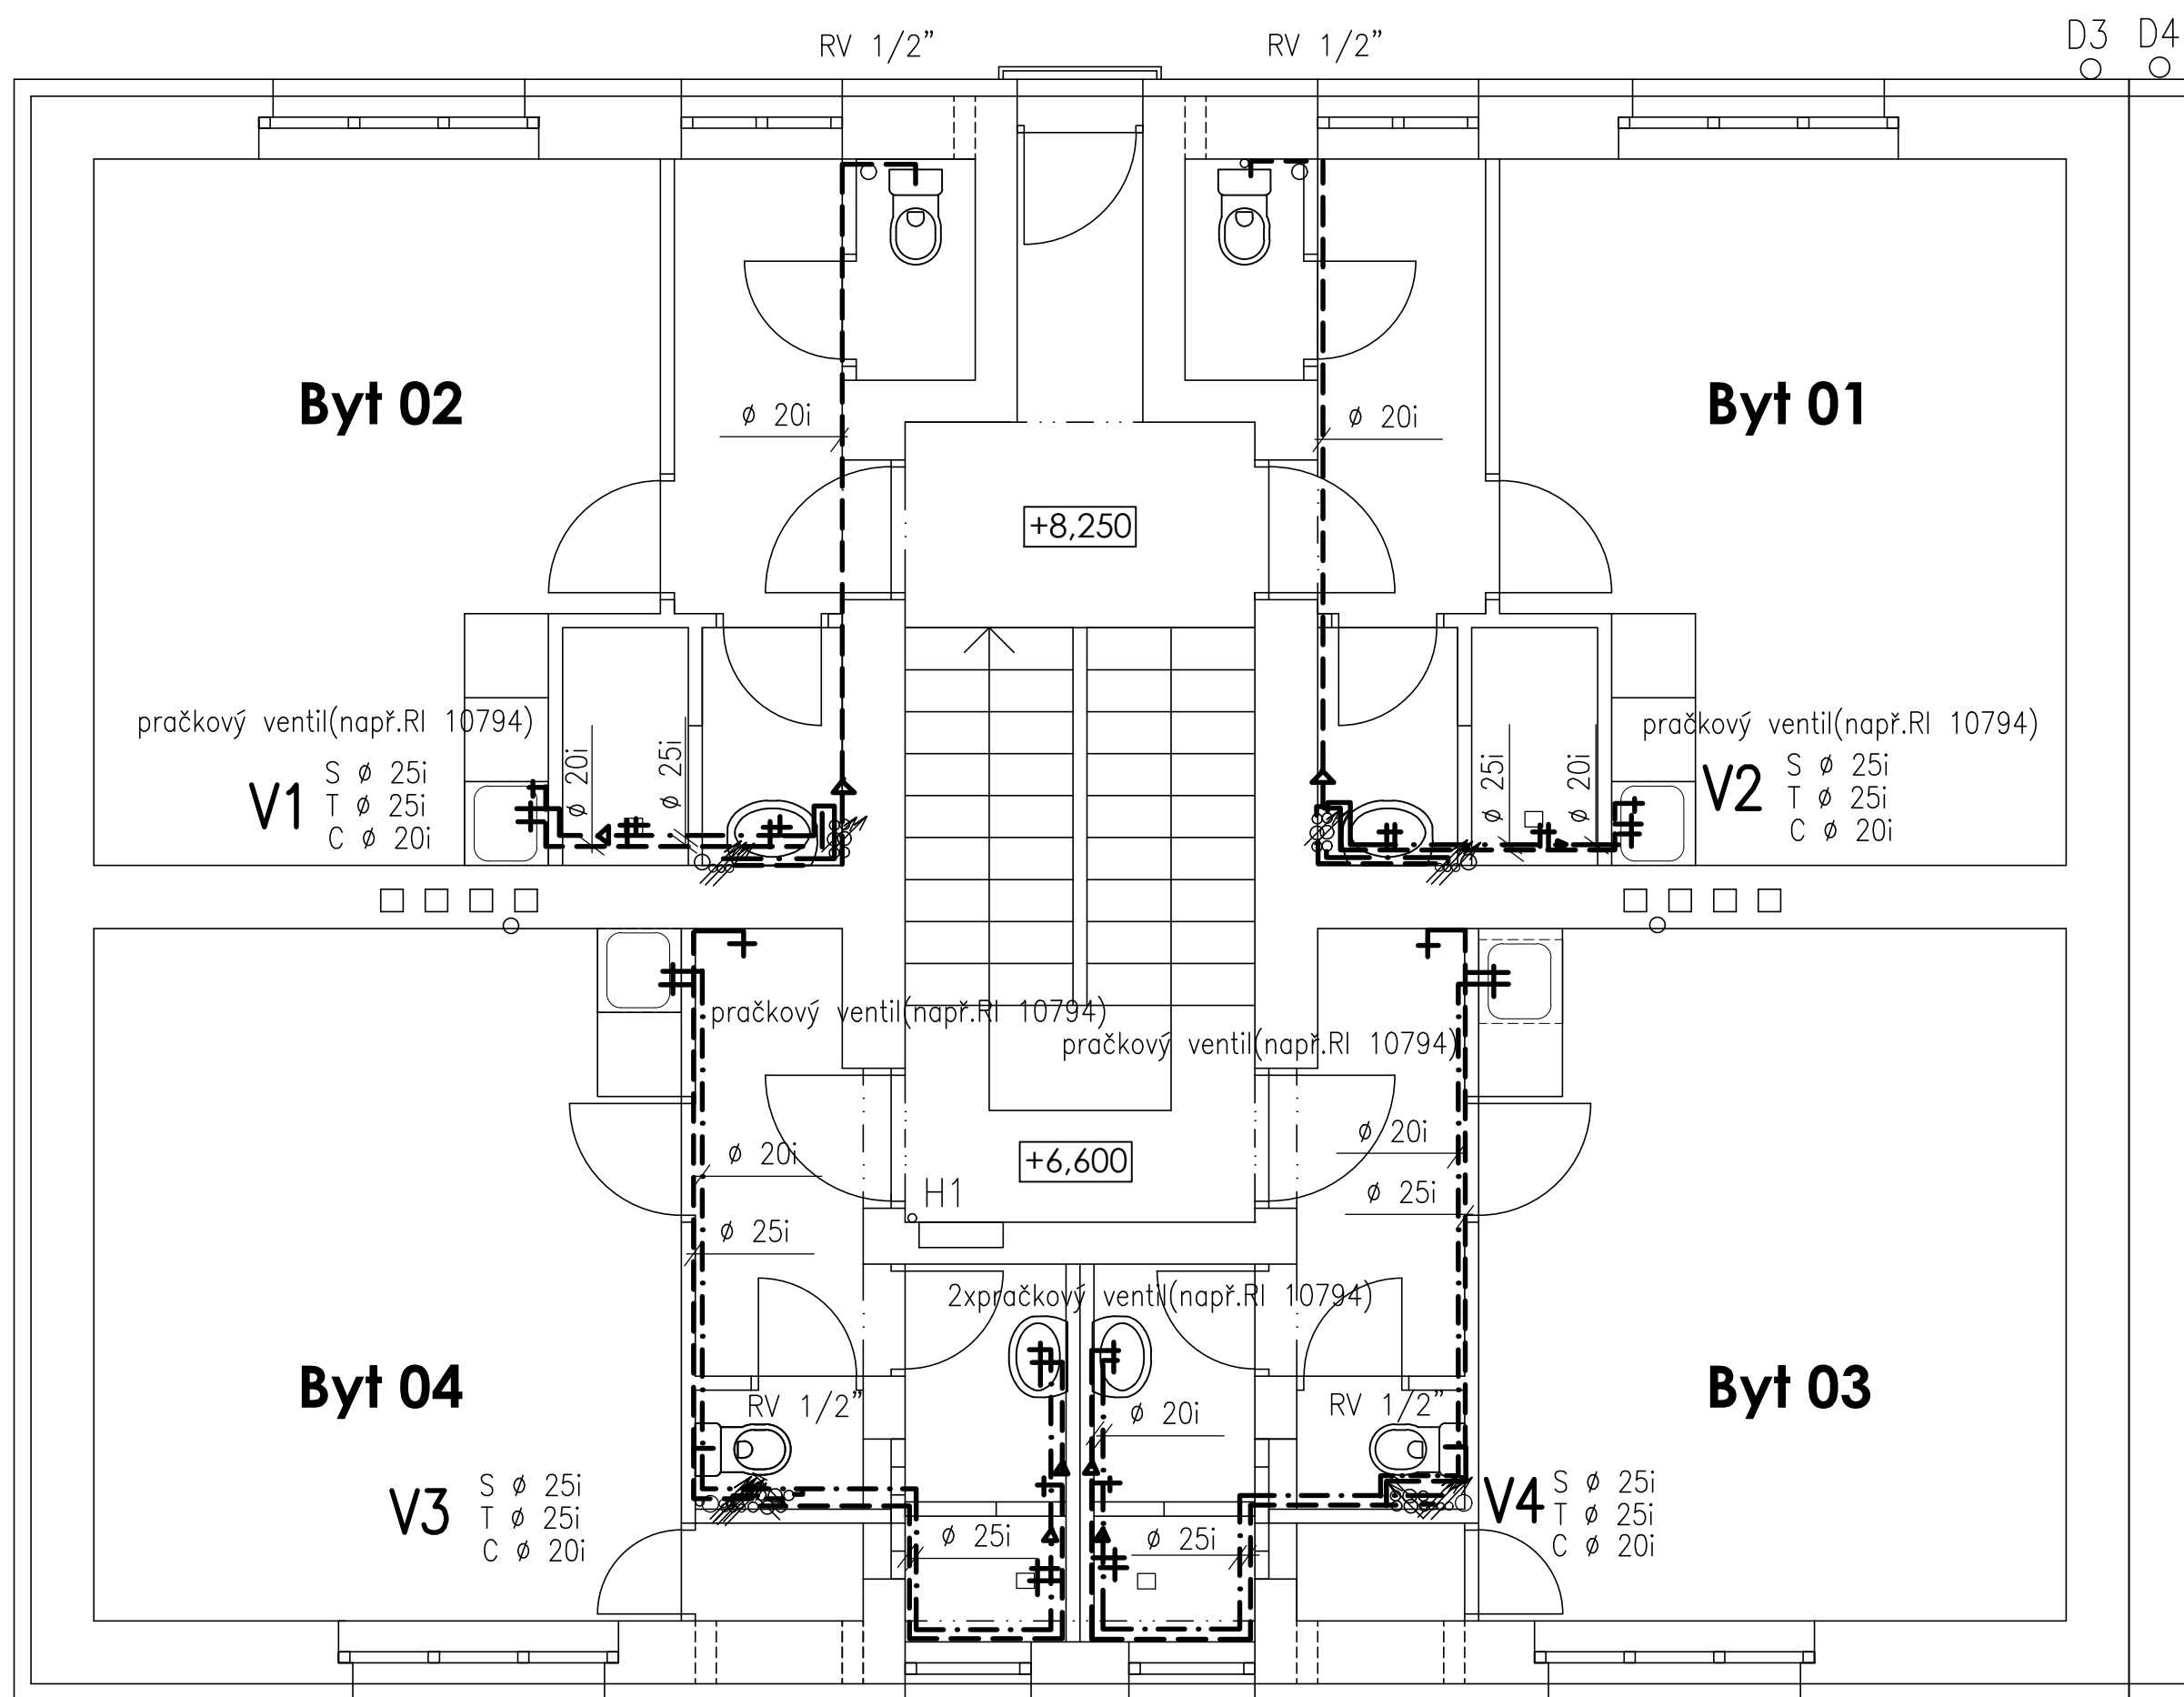 D3 D4
RV 1/2” RV 1/2”
Byt 02 Byt 01
ϕ 20i ϕ 20i
+8,250
pračkový ventil(např.RI 10794)
V1
S ϕ 25i
T ϕ 25i
C ϕ 20i
ϕ 20i
ϕ 25i
ϕ 25i
ϕ 20i
pračkový ventil(např.RI 10794)
V2
S ϕ 25i
T ϕ 25i
C ϕ 20i
pračkový ventil(např.RI 10794)
pračkový ventil(např.RI 10794)
ϕ 20i
ϕ 20i
+6,600
H1
ϕ 25i
ϕ 25i
2xpračkový ventil(např.RI 10794)
Byt 04 Byt 03
RV 1/2” RV 1/2”
ϕ 20i
V3
S ϕ 25i
T ϕ 25i
C ϕ 20i
V4
S ϕ 25i
T ϕ 25i
C ϕ 20i
ϕ 25i ϕ 25i